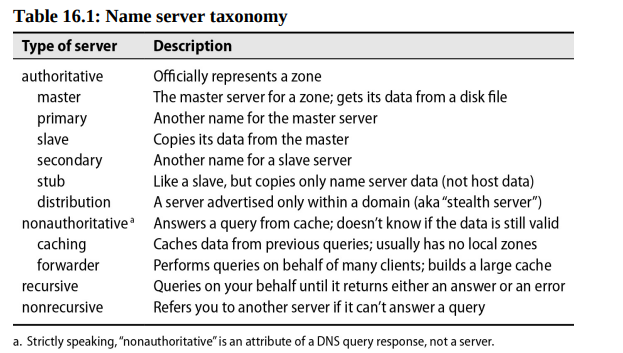 Table 16.1: Name server taxonomy
Type of server Description
authoritative Officially represents a zone
master The master server for a zone; gets its data from a disk file
primary Another name for the master server
slave Copies its data from the master
secondary Another name for a slave server
stub Like a slave, but copies only name server data (not host data)
distribution A server advertised only within a domain (aka “stealth server”)
nonauthoritative a Answers a query from cache; doesn’t know if the data is still valid
caching Caches data from previous queries; usually has no local zones
forwarder Performs queries on behalf of many clients; builds a large cache
recursive Queries on your behalf until it returns either an answer or an error
nonrecursive Refers you to another server if it can’t answer a query
a. Strictly speaking, “nonauthoritative” is an attribute of a DNS query response, not a server.